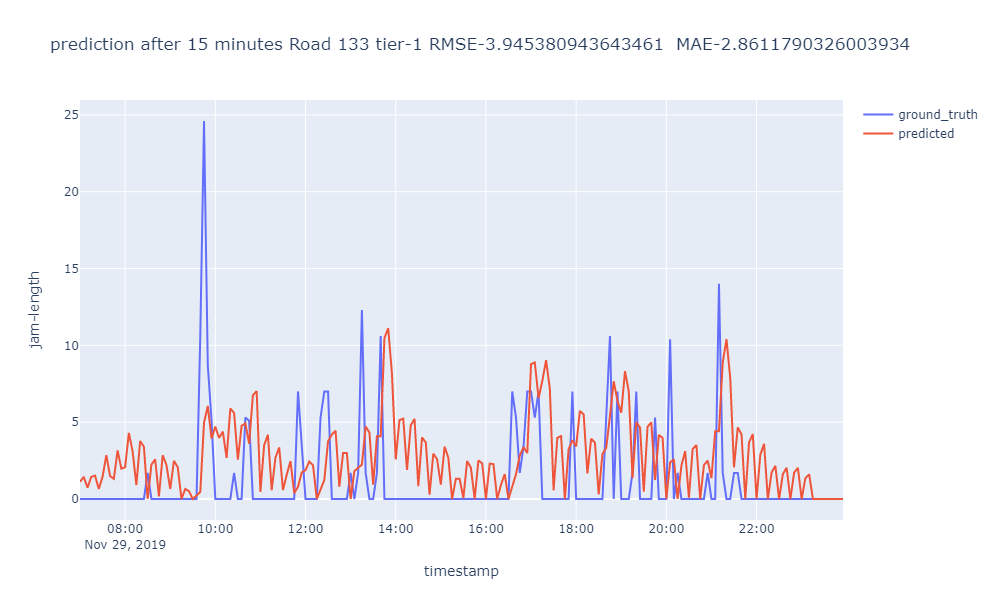 prediction after 15 minutes Road 133 tier-1 RMSE-3.945380943643461  MAE-2.8611790326003934
ground_truth
predicted
jam-length
25
20
15
10
5
0
08:00 10:00 12:00 14:00 16:00 18:00 20:00 22:00
Nov 29, 2019
timestamp